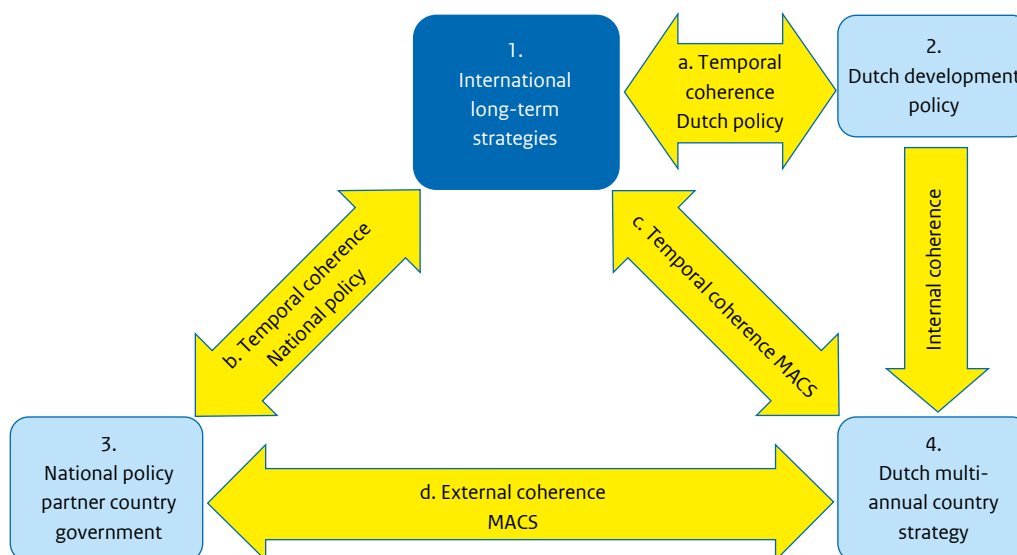 1.
International
long-term
strategies
a. Temporal
coherence
Dutch policy
2.
Dutch development
policy
b. Temporal coherence
National policy
c. Temporal coherence MACS
Internal coherence
3.
National policy
partner country
government
d. External coherence
MACS
4.
Dutch multi-
annual country
strategy